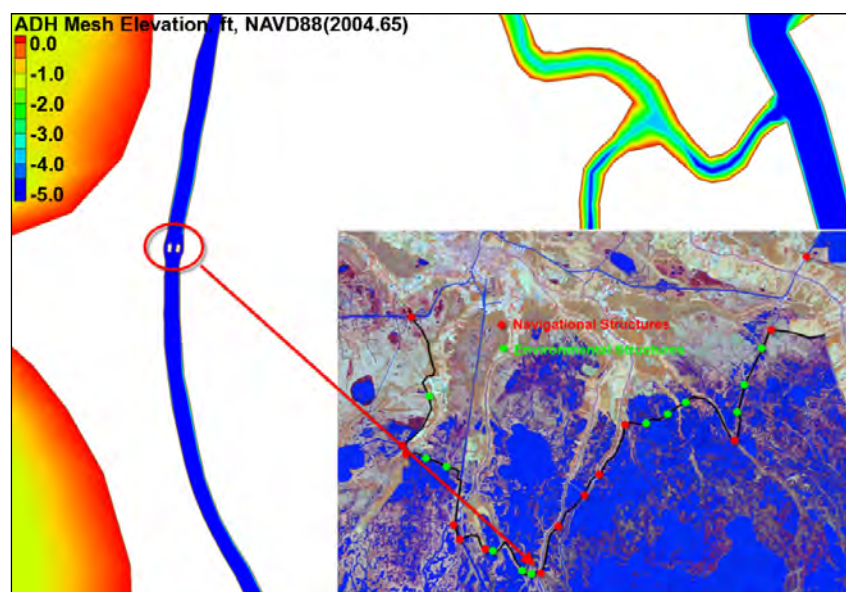 ADH Mesh Elevation, ft, NAVD88(2004.65)
0.0
-1.0
-2.0
-3.0
-4.0
-5.0
Navigational Structures
Environmental Structures